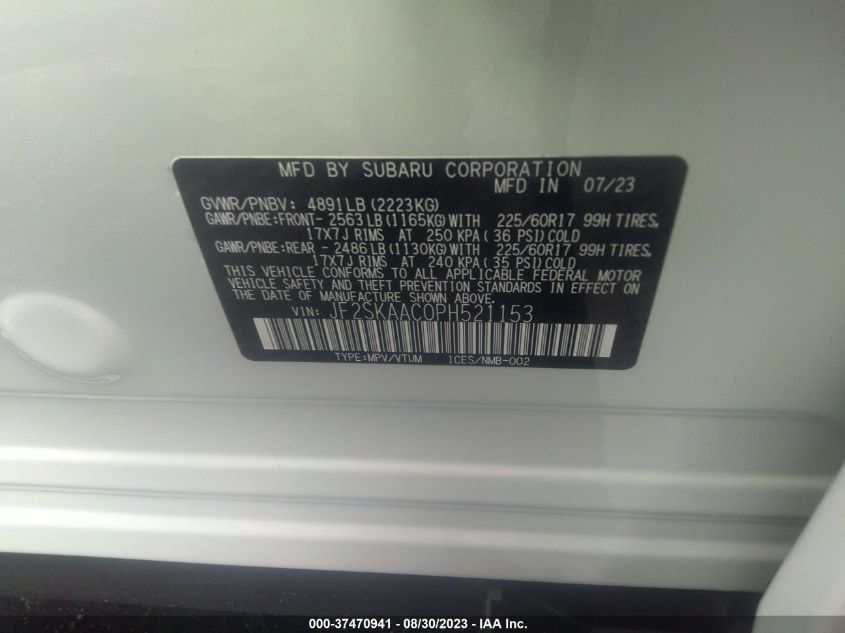 MFD BY SUBARU CORPORATION
MFD IN 07/23
GVWR/PNBV: 4891LB (2223KG)
GAWR/PNBE:FRONT- 2563 LB (1165KG) WITH 225/60R17 99H TIRES,
17X7J RIMS AT 250 KPA ( 36 PSI) COLD
GAWR/PNBE:REAR - 2486 LB (1130KG) WITH 225/60R17 99H TIRES,
17X7J RIMS AT 240 KPA ( 35 PSI) COLD
THIS VEHICLE CONFORMS TO ALL APPLICABLE FEDERAL MOTOR
VEHICLE SAFETY AND THEFT PREVENTION STANDARDS IN EFFECT ON
THE DATE OF MANUFACTURE SHOWN ABOVE.
VIN: JF2SKAAC0PH521153
TYPE:MPV/VTUM ICES/NMB-002
000-37470941 - 08/30/2023 - IAA Inc.